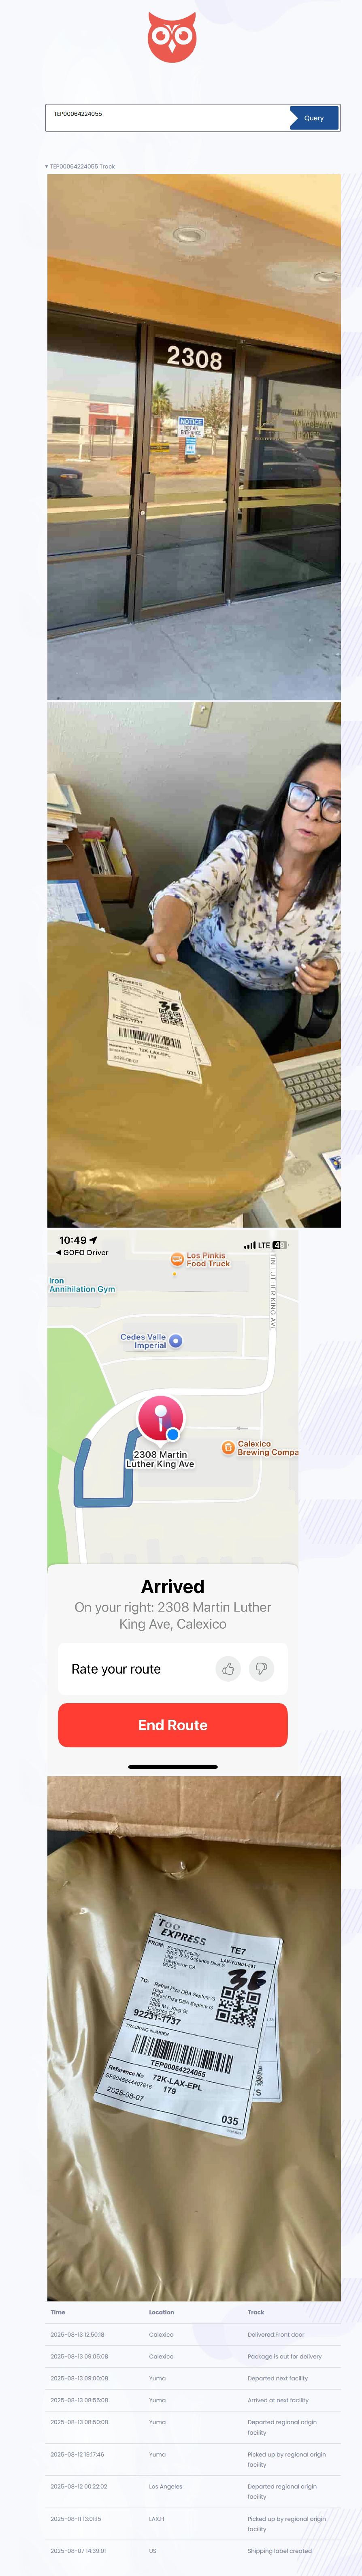 TEP00064224055
Query
▾ TEP00064224055 Track
2308
NOTICE
NOT AN
ENTRANCE
EXPRESS
TE7
36
92231-1737
72K-LAX-EPL
179
2025-08-07
035
10:49
LTE
◀ GOFO Driver
Los Pinkis
Food Truck
Iron
Annihilation Gym
TIN LUTHER KING AVE
Cedes Valle
Imperial
2308 Martin
Luther King Ave
Calexico
Brewing Compa
Arrived
On your right: 2308 Martin Luther
King Ave, Calexico
Rate your route
End Route
TOO
EXPRESS
TE7
FROM:
36
TO:
92231-1737
TRACKING NUMBER
TEP00064224055
Reference No
72K-LAX-EPL
179
2025-08-07
035
Time Location Track
2025-08-13 12:50:18 Calexico Delivered:Front door
2025-08-13 09:05:08 Calexico Package is out for delivery
2025-08-13 09:00:08 Yuma Departed next facility
2025-08-13 08:55:08 Yuma Arrived at next facility
2025-08-13 08:50:08 Yuma Departed regional origin
facility
2025-08-12 19:17:46 Yuma Picked up by regional origin
facility
2025-08-12 00:22:02 Los Angeles Departed regional origin
facility
2025-08-11 13:01:15 LAX.H Picked up by regional origin
facility
2025-08-07 14:39:01 US Shipping label created